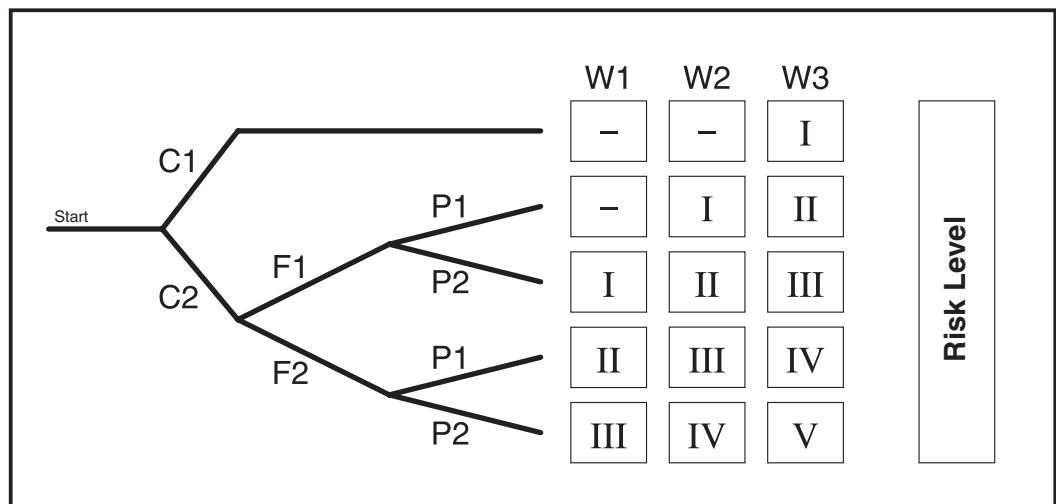 W1 W2 W3
C1
– – I
Start
P1
– I II
F1
P2
I II III
C2
P1
II III IV
F2
P2
III IV V
Risk Level